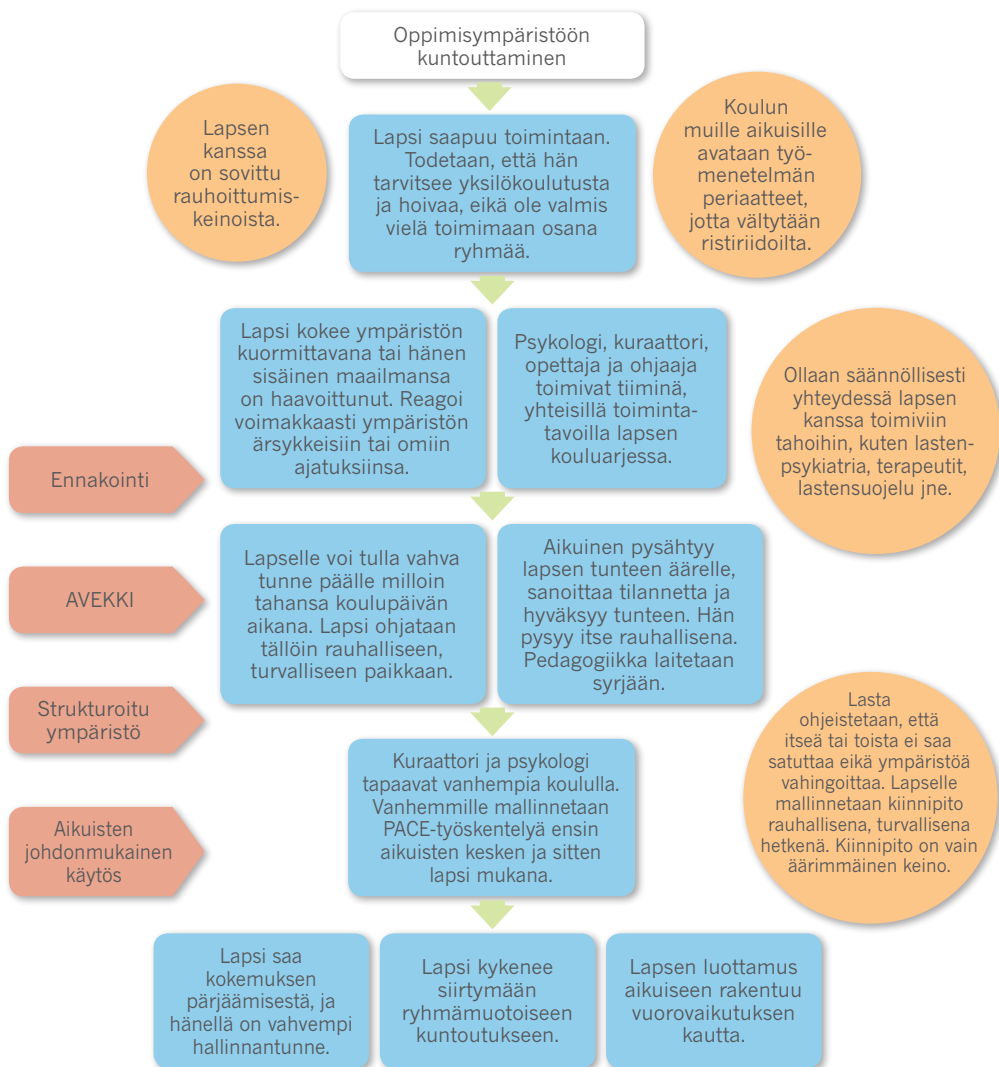 Oppimisympäristöön
kuntouttaminen
Lapsen
kanssa
on sovittu
rauhoittumis-
keinoista.
Lapsi saapuu toimintaan.
Todetaan, että hän
tarvitsee yksilökoulutusta
ja hoivaa, eikä ole valmis
vielä toimimaan osana
ryhmää.
Koulun
muille aikuisille
avataan työ-
menetelmän
periaatteet,
jotta vältytään
ristiriidoilta.
Lapsi kokee ympäristön
kuormittavana tai hänen
sisäinen maailmansa
on haavoittunut. Reagoi
voimakkaasti ympäristön
ärsykkeisiin tai omiin
ajatuksiinsa.
Psykologi, kuraattori,
opettaja ja ohjaaja
toimivat tiiminä,
yhteisillä toiminta-
tavoilla lapsen
kouluarjessa.
Ollaan säännöllisesti
yhteydessä lapsen
kanssa toimiviin
tahoihin, kuten lasten-
psykiatria, terapeutit,
lastensuojelu jne.
Ennakointi
AVEKKI
Strukturoitu
ympäristö
Aikuisten
johdonmukainen
käytös
Lapselle voi tulla vahva
tunne päälle milloin
tahansa koulupäivän
aikana. Lapsi ohjataan
tällöin rauhalliseen,
turvalliseen paikkaan.
Aikuinen pysähtyy
lapsen tunteen äärelle,
sanoittaa tilannetta ja
hyväksyy tunteen. Hän
pysyy itse rauhallisena.
Pedagogiikka laitetaan
syrjään.
Kuraattori ja psykologi
tapaavat vanhempia koululla.
Vanhemmille mallinnetaan
PACE-työskentelyä ensin
aikuisten kesken ja sitten
lapsi mukana.
Lasta
ohjeistetaan, että
itseä tai toista ei saa
satuttaa eikä ympäristöä
vahingoittaa. Lapselle
mallinnetaan kiinnipito
rauhallisena, turvallisena
hetkenä. Kiinnipito on vain
äärimmäinen keino.
Lapsi saa
kokemuksen
pärjäämisestä, ja
hänellä on vahvempi
hallinnantunne.
Lapsi kykenee
siirtymään
ryhmämuotoiseen
kuntoutukseen.
Lapsen luottamus
aikuiseen rakentuu
vuorovaikutuksen
kautta.